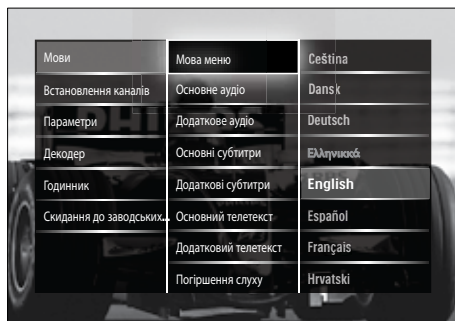 Мови
Встановлення каналів
Параметри
Декодер
Годинник
Скидання до заводських...
Мова меню
Основне аудіо
Додаткове аудіо
Основні субтитри
Додаткові субтитри
Основний телетекст
Додатковий телетекст
Погіршення слуху
Ceština
Dansk
Deutsch
Ελληνικά
English
Español
Français
Hrvatski